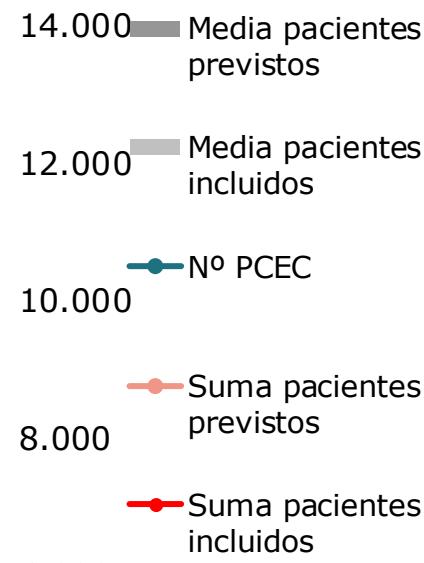 14.000
Media pacientes
previstos
12.000
Media pacientes
incluidos
Nº PCEC
10.000
Suma pacientes
previstos
8.000
Suma pacientes
incluidos